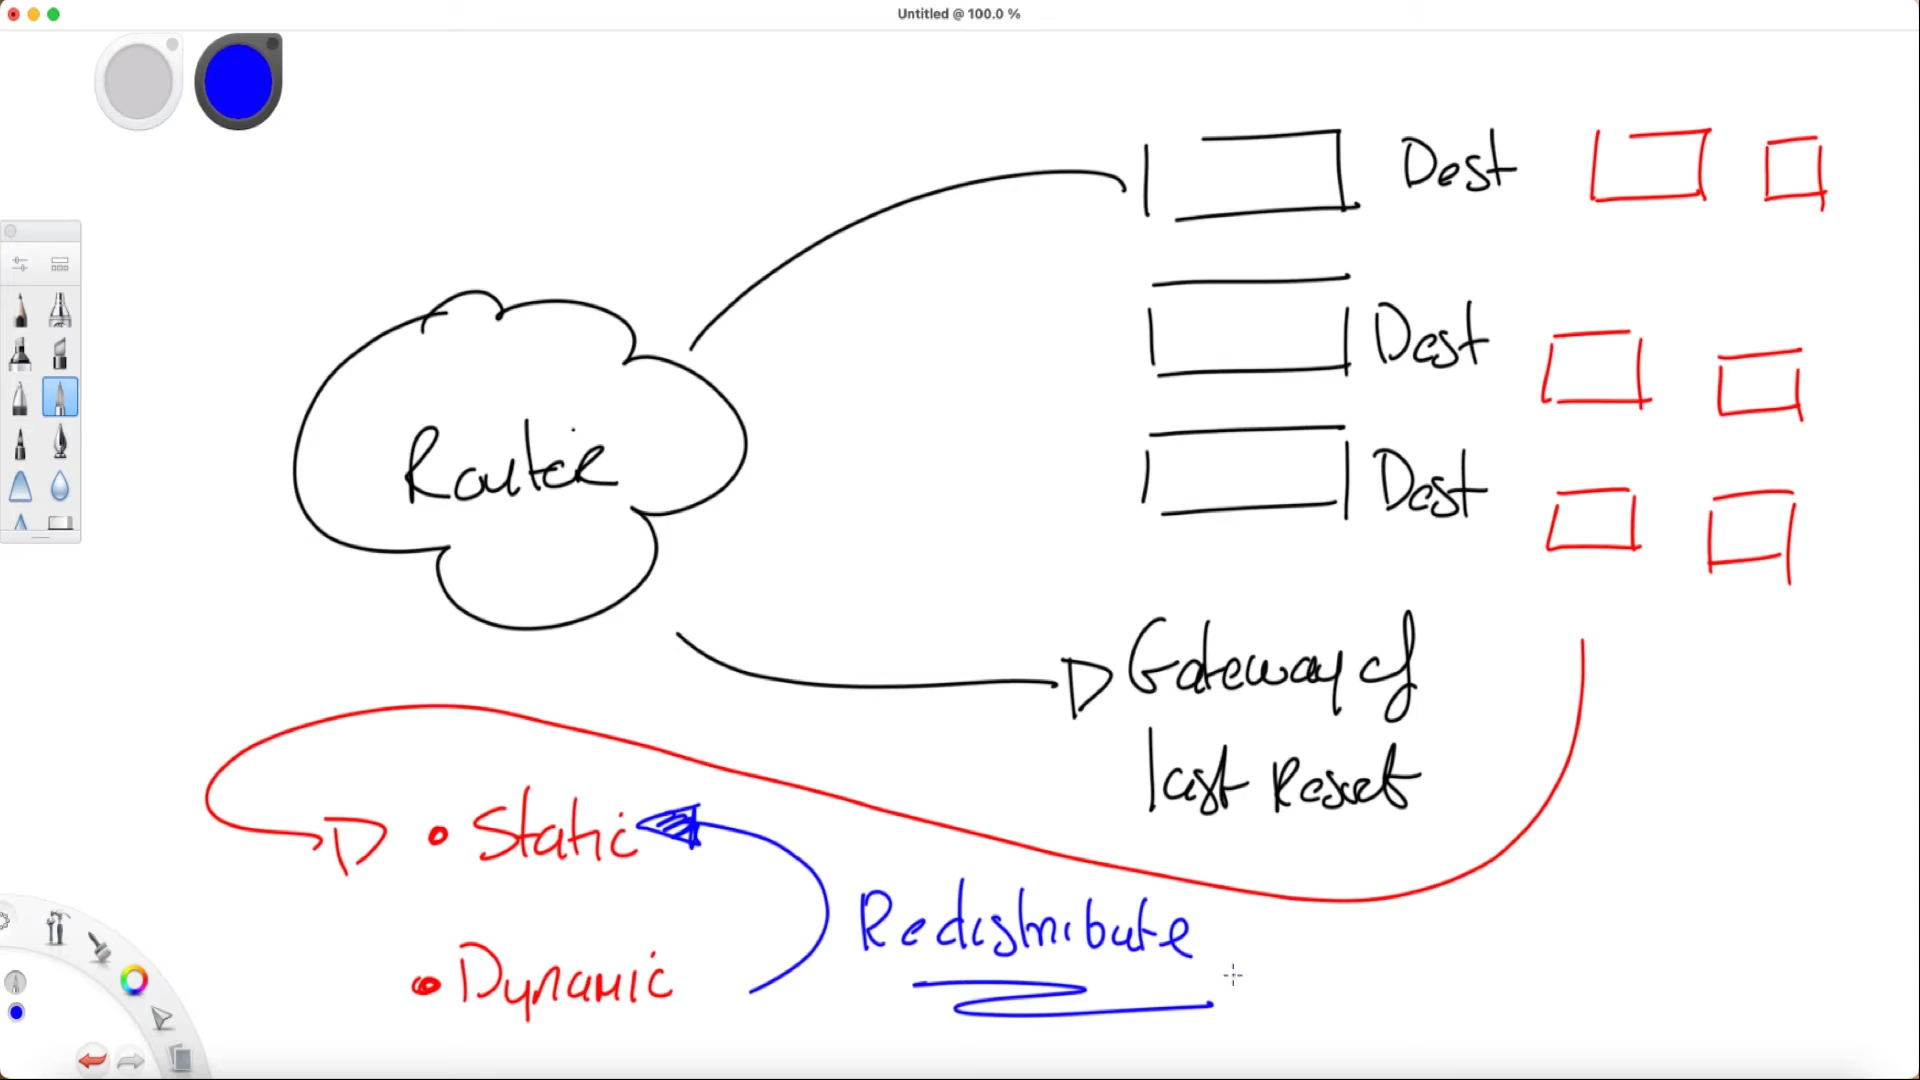 Untitled @ 100.0 %
Dest
Dest
Router
Dest
Gateway of
last Resort
• Static
Redistribute
• Dynamic